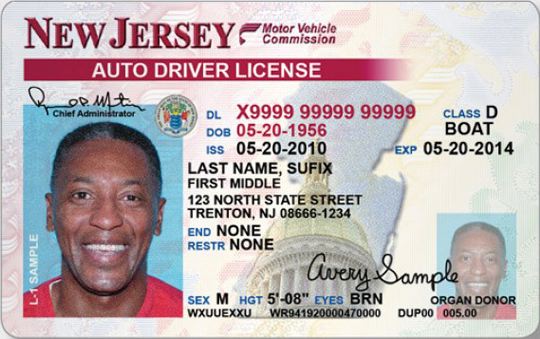 NEW JERSEY Motor Vehicle Commission
AUTO DRIVER LICENSE
Chief Administrator
DL X9999 99999 99999 CLASS D
DOB 05-20-1956 BOAT
ISS 05-20-2010 EXP 05-20-2014
LAST NAME, SUFIX
FIRST MIDDLE
123 NORTH STATE STREET
TRENTON, NJ 08666-1234
END NONE
RESTR NONE
L-1 SAMPLE
Avery Sample
SEX M HGT 5'-08" EYES BRN ORGAN DONOR
WXUUEXXU WR941920000470000 DUP00 005.00